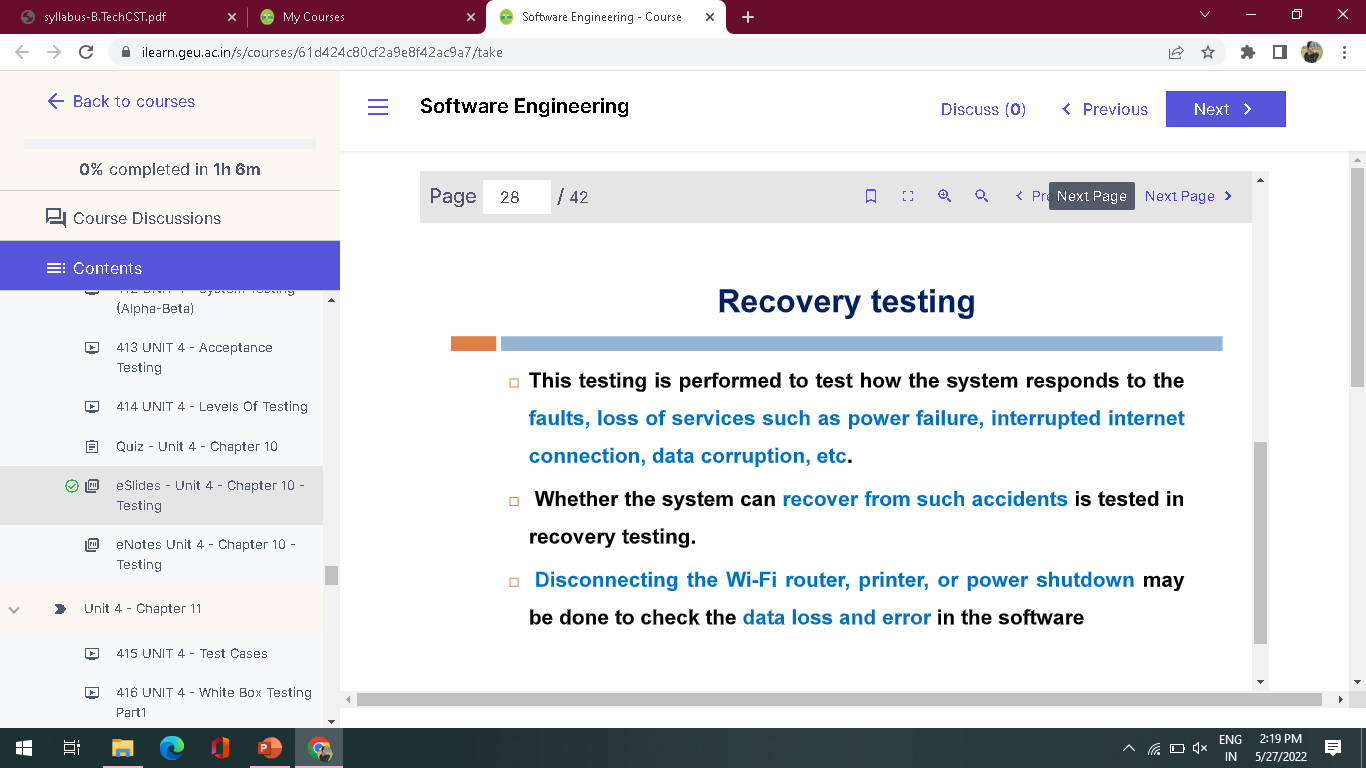 syllabus-B.TechCST.pdf
My Courses
Software Engineering - Course
ilearn.geu.ac.in/s/courses/61d424c80cf2a9e8f42ac9a7/take
Back to courses
0% completed in 1h 6m
Course Discussions
Contents
412 UNIT 4 - System Testing
(Alpha-Beta)
413 UNIT 4 - Acceptance
Testing
414 UNIT 4 - Levels Of Testing
Quiz - Unit 4 - Chapter 10
eSlides - Unit 4 - Chapter 10 -
Testing
eNotes Unit 4 - Chapter 10 -
Testing
Unit 4 - Chapter 11
415 UNIT 4 - Test Cases
416 UNIT 4 - White Box Testing
Part1
Software Engineering
Discuss (0)
Previous
Next
Page 28 / 42
Pre
Next Page
Next Page
Recovery testing
This testing is performed to test how the system responds to the
faults, loss of services such as power failure, interrupted internet
connection, data corruption, etc.
Whether the system can recover from such accidents is tested in
recovery testing.
Disconnecting the Wi-Fi router, printer, or power shutdown may
be done to check the data loss and error in the software
ENG
IN
2:19 PM
5/27/2022